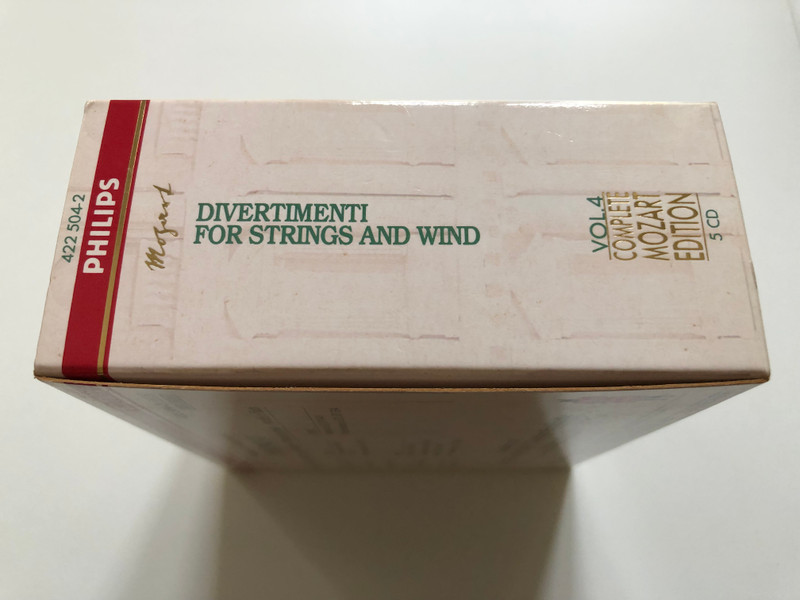 422 504-2
PHILIPS
Mozart
DIVERTIMENTI
FOR STRINGS AND WIND
VOL.4
COMPLETE
MOZART
EDITION
5 CD